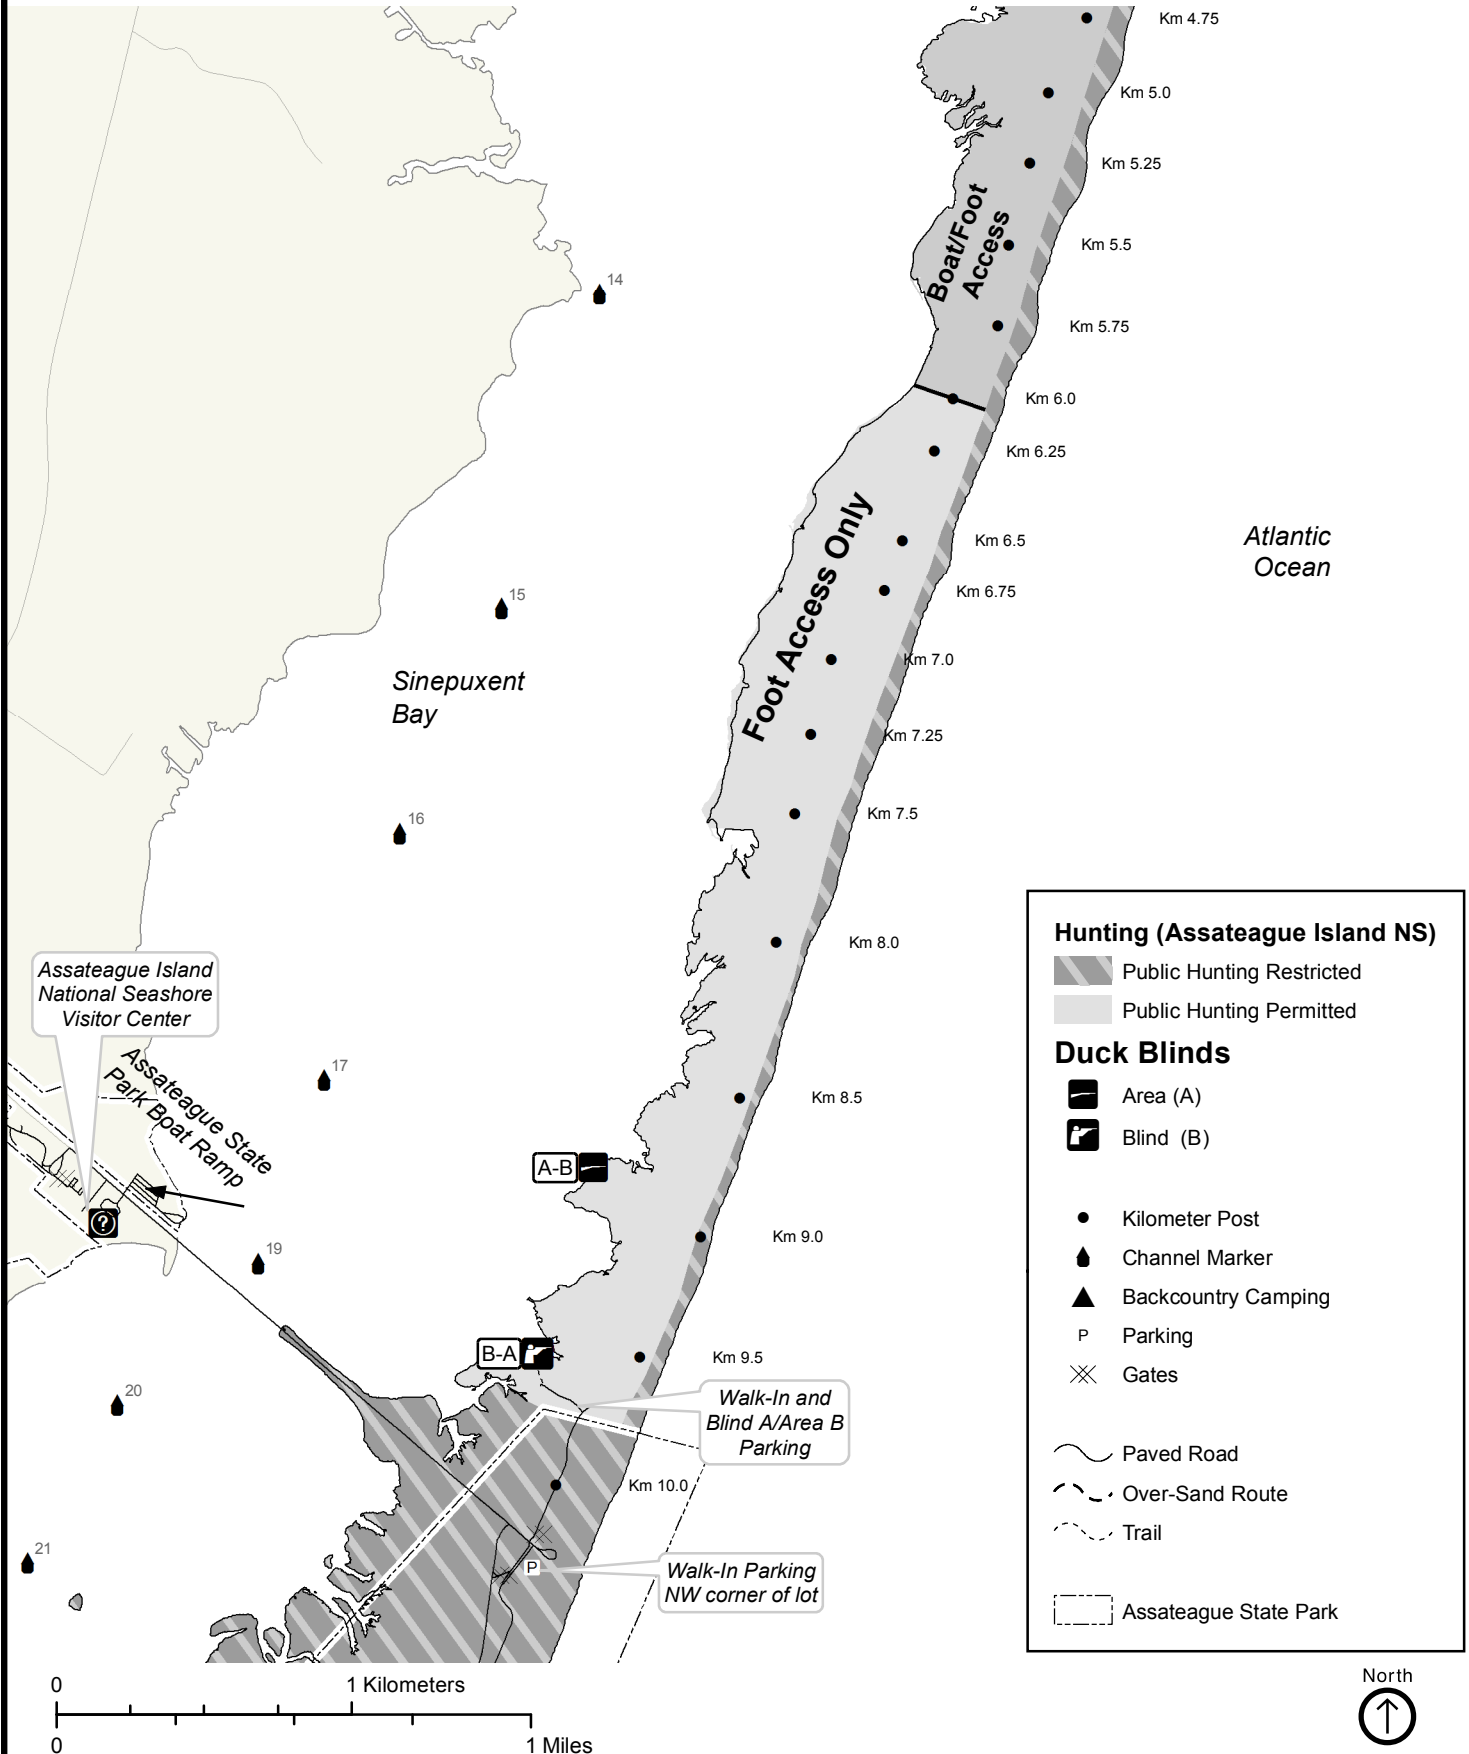 Km 4.75
Km 5.0
Km 5.25
Boat/Foot
Access
Km 5.5
14
Km 5.75
Km 6.0
Km 6.25
Foot Access Only
Km 6.5
Atlantic
Ocean
15
Km 6.75
Km 7.0
Sinepuxent
Bay
Km 7.25
16
Km 7.5
Km 8.0
Assateague Island
National Seashore
Visitor Center
Assateague State
Park Boat Ramp
17
Km 8.5
A-B
?
Km 9.0
19
B-A
Km 9.5
20
Walk-In and
Blind A/Area B
Parking
Km 10.0
21
P
Walk-In Parking
NW corner of lot
Hunting (Assateague Island NS)
Public Hunting Restricted
Public Hunting Permitted
Duck Blinds
Area (A)
Blind (B)
Kilometer Post
Channel Marker
Backcountry Camping
P Parking
Gates
Paved Road
Over-Sand Route
Trail
Assateague State Park
0 1 Kilometers
0 1 Miles
North